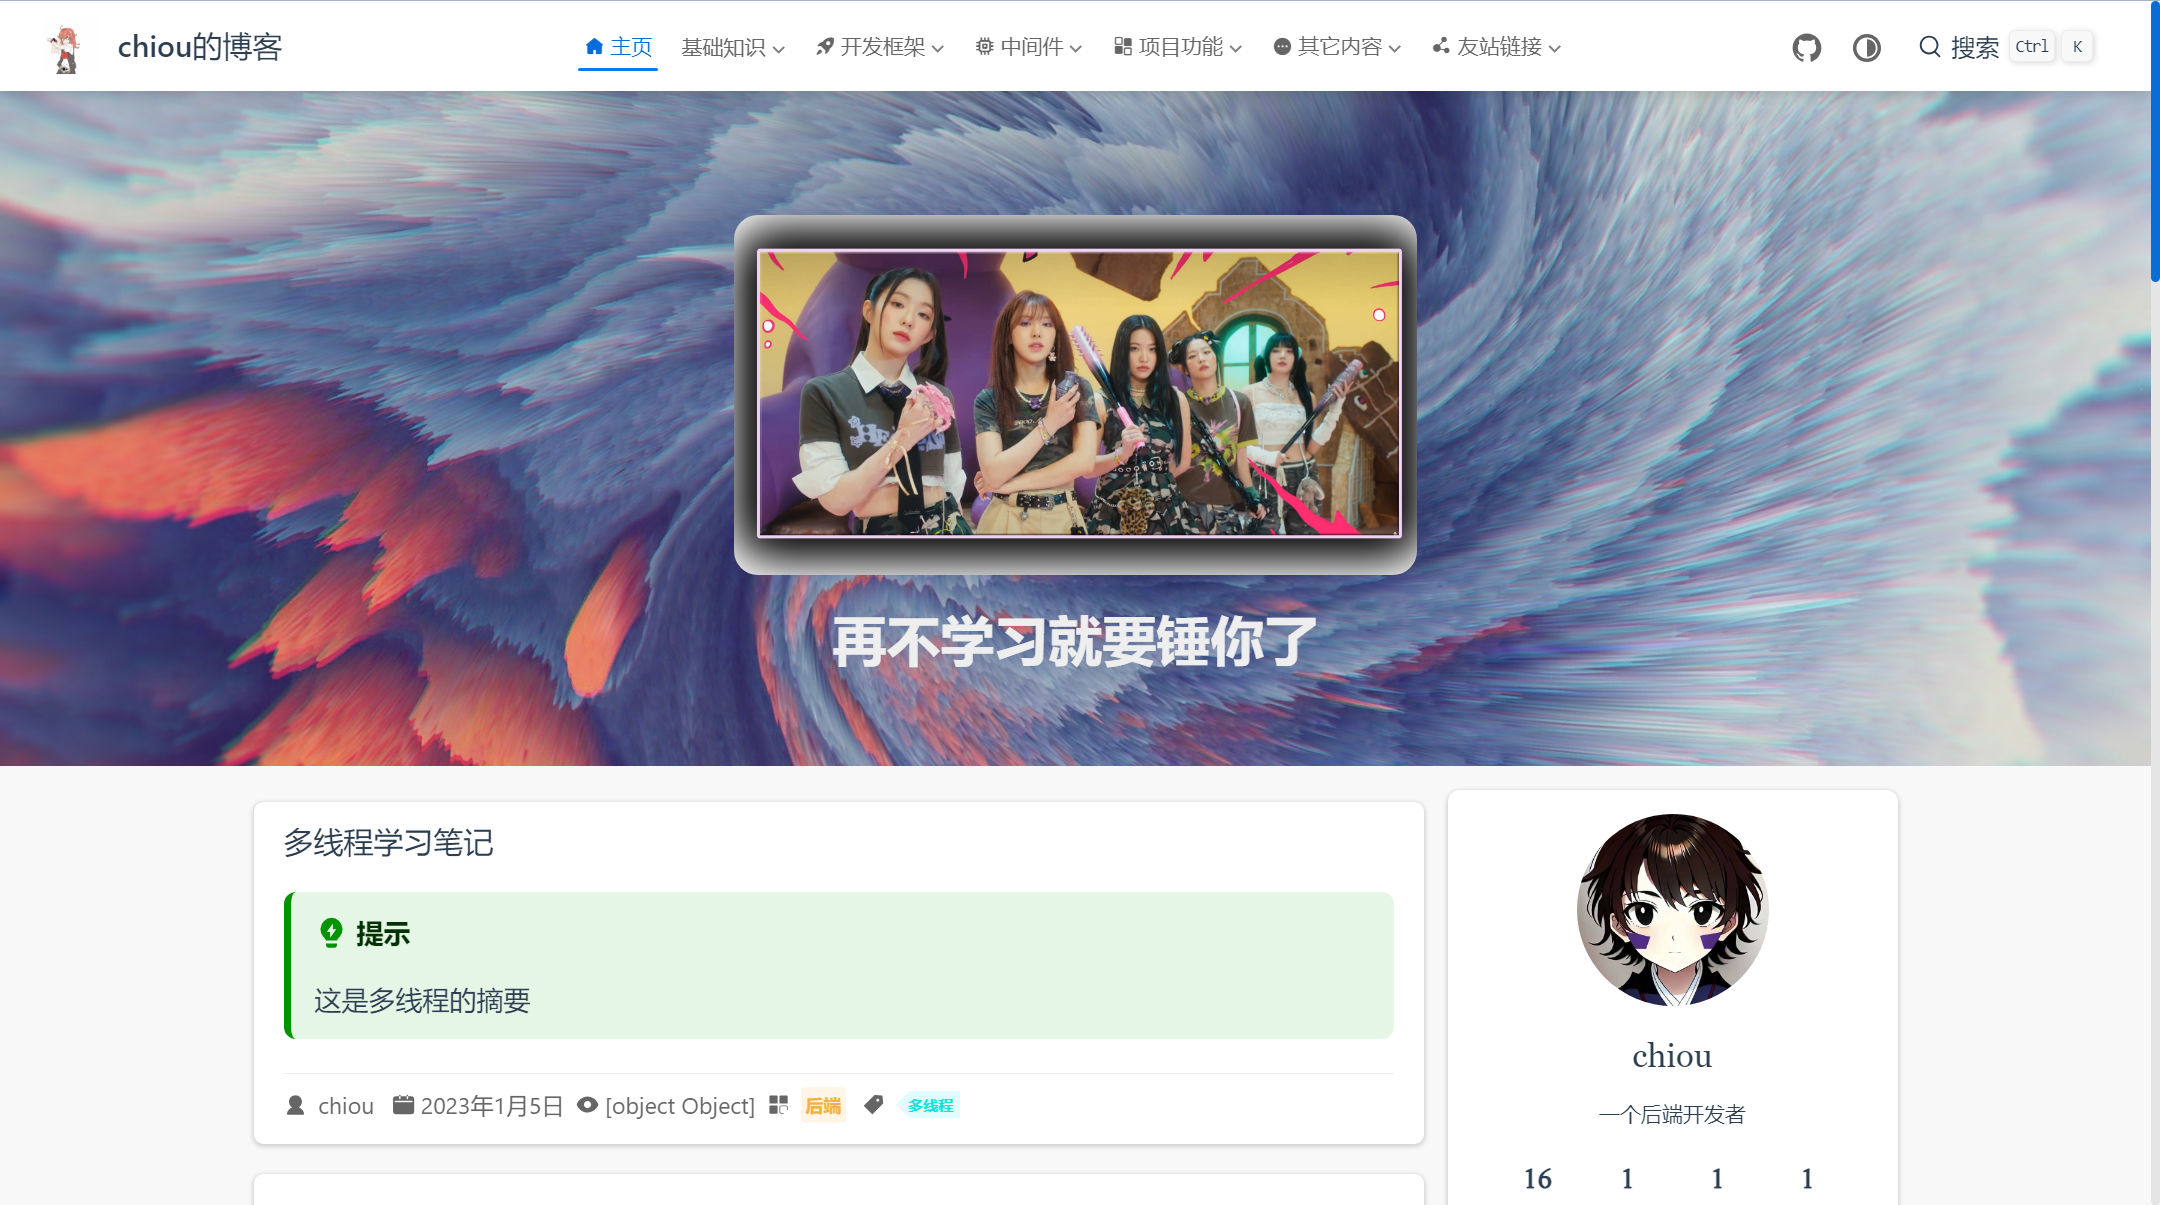 chiou的博客
主页 基础知识 开发框架 中间件 项目功能 其它内容 友站链接
搜索 Ctrl K
再不学习就要锤你了
多线程学习笔记
提示
这是多线程的摘要
chiou 2023年1月5日 [object Object] 后端 多线程
chiou
一个后端开发者
16 1 1 1